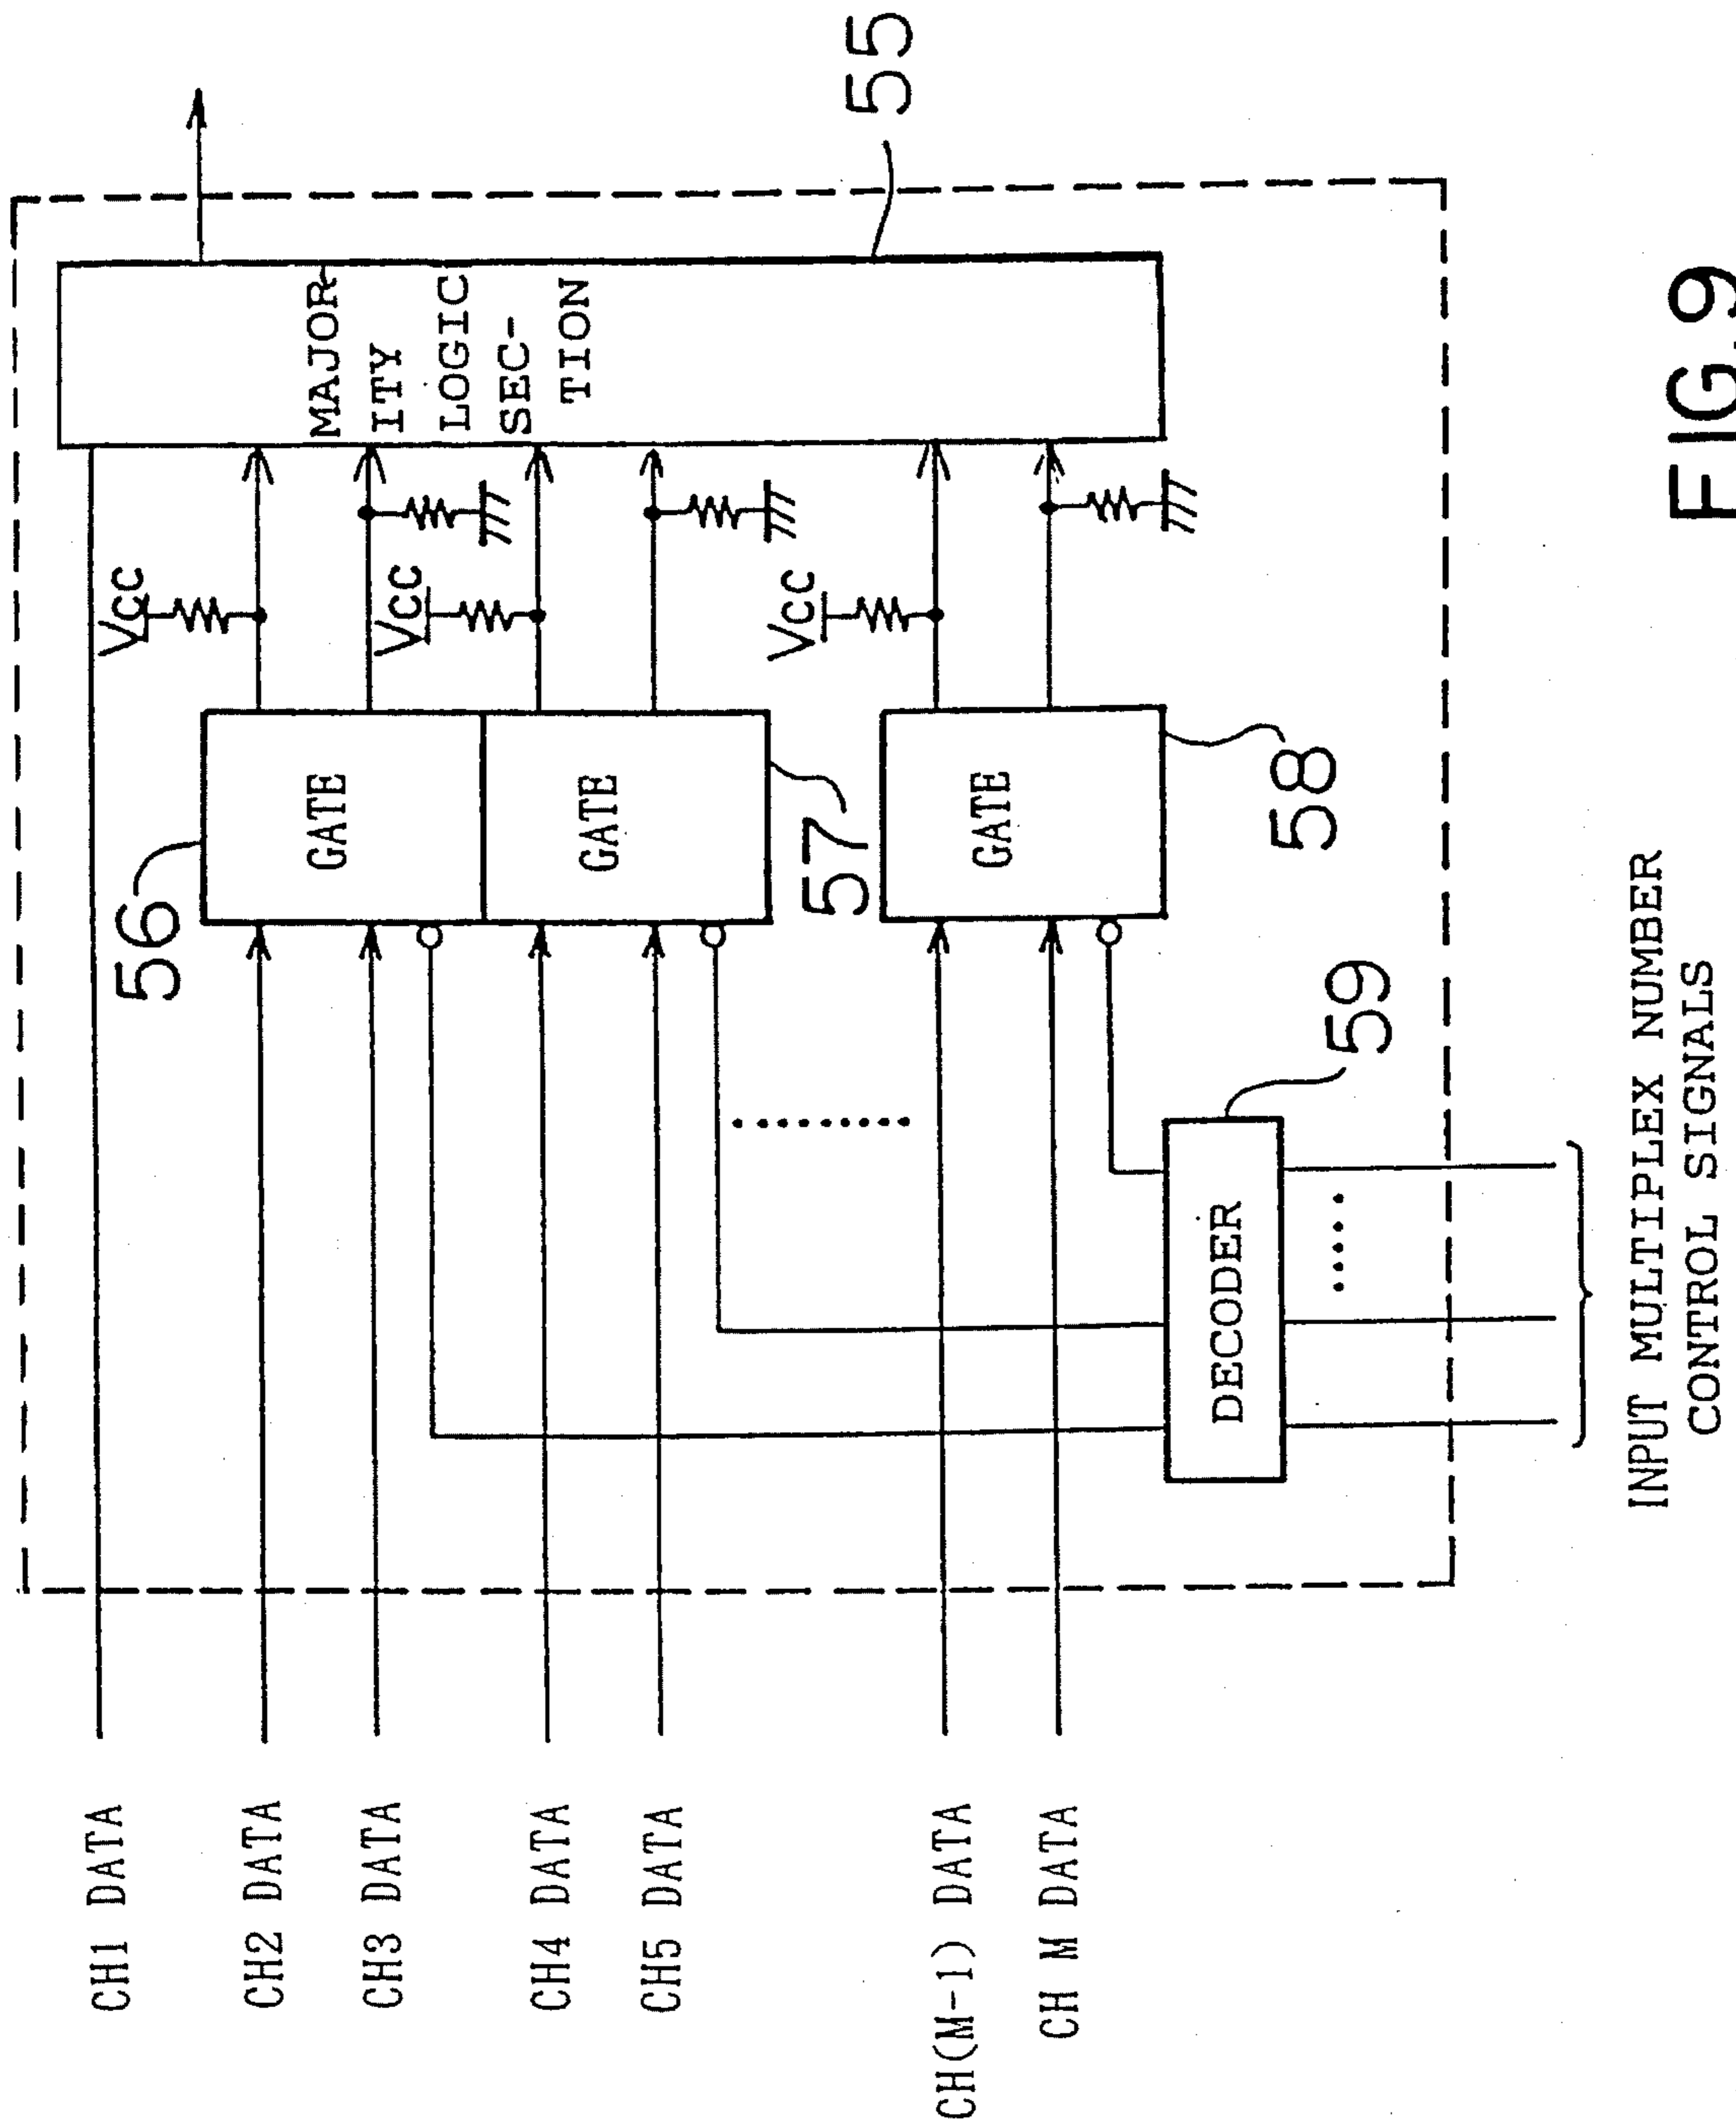 CH1 DATA
CH2 DATA
CH3 DATA
CH4 DATA
CH5 DATA
CH(M-1) DATA
CH M DATA
56
GATE
GATE
57
GATE
58
VCC
VCC
VCC
MAJOR-
ITY
LOGIC
SEC-
TION
55
DECODER
59
INPUT MULTIPLEX NUMBER
CONTROL SIGNALS
FIG.9